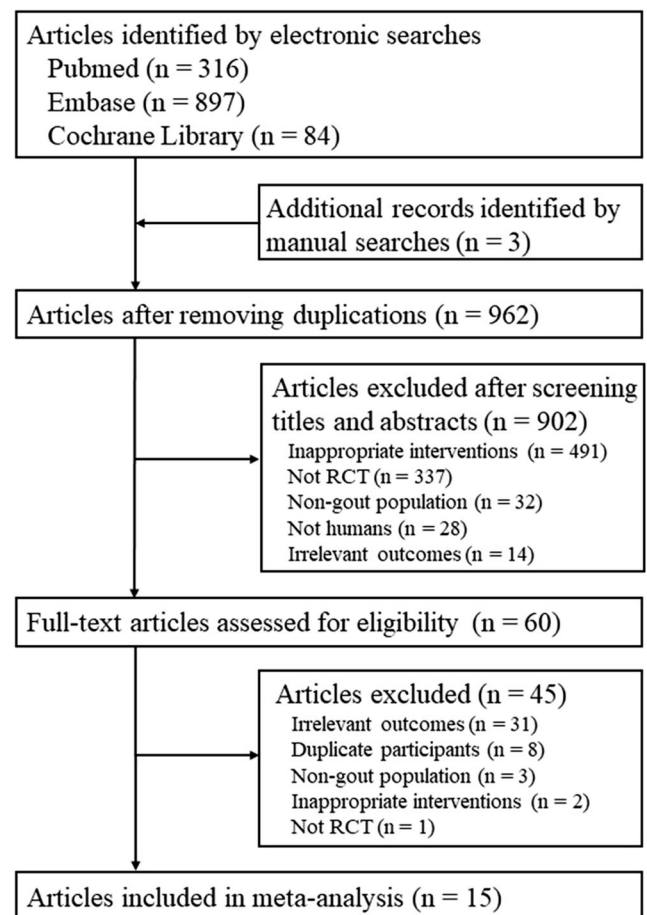 Articles identified by electronic searches
Pubmed (n = 316)
Embase (n = 897)
Cochrane Library (n = 84)
Additional records identified by
manual searches (n = 3)
Articles after removing duplications (n = 962)
Articles excluded after screening
titles and abstracts (n = 902)
Inappropriate interventions (n = 491)
Not RCT (n = 337)
Non-gout population (n = 32)
Not humans (n = 28)
Irrelevant outcomes (n = 14)
Full-text articles assessed for eligibility (n = 60)
Articles excluded (n = 45)
Irrelevant outcomes (n = 31)
Duplicate participants (n = 8)
Non-gout population (n = 3)
Inappropriate interventions (n = 2)
Not RCT (n = 1)
Articles included in meta-analysis (n = 15)